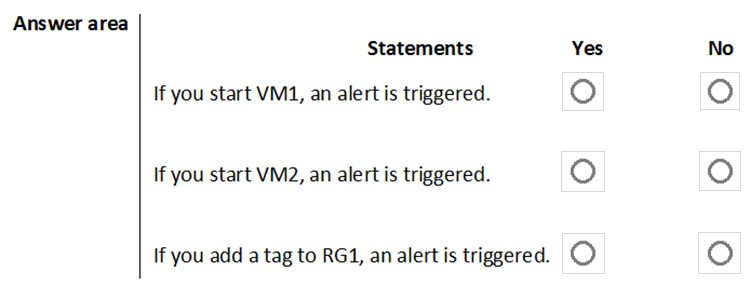 Answer area
Statements Yes No
If you start VM1, an alert is triggered.
If you start VM2, an alert is triggered.
If you add a tag to RG1, an alert is triggered.